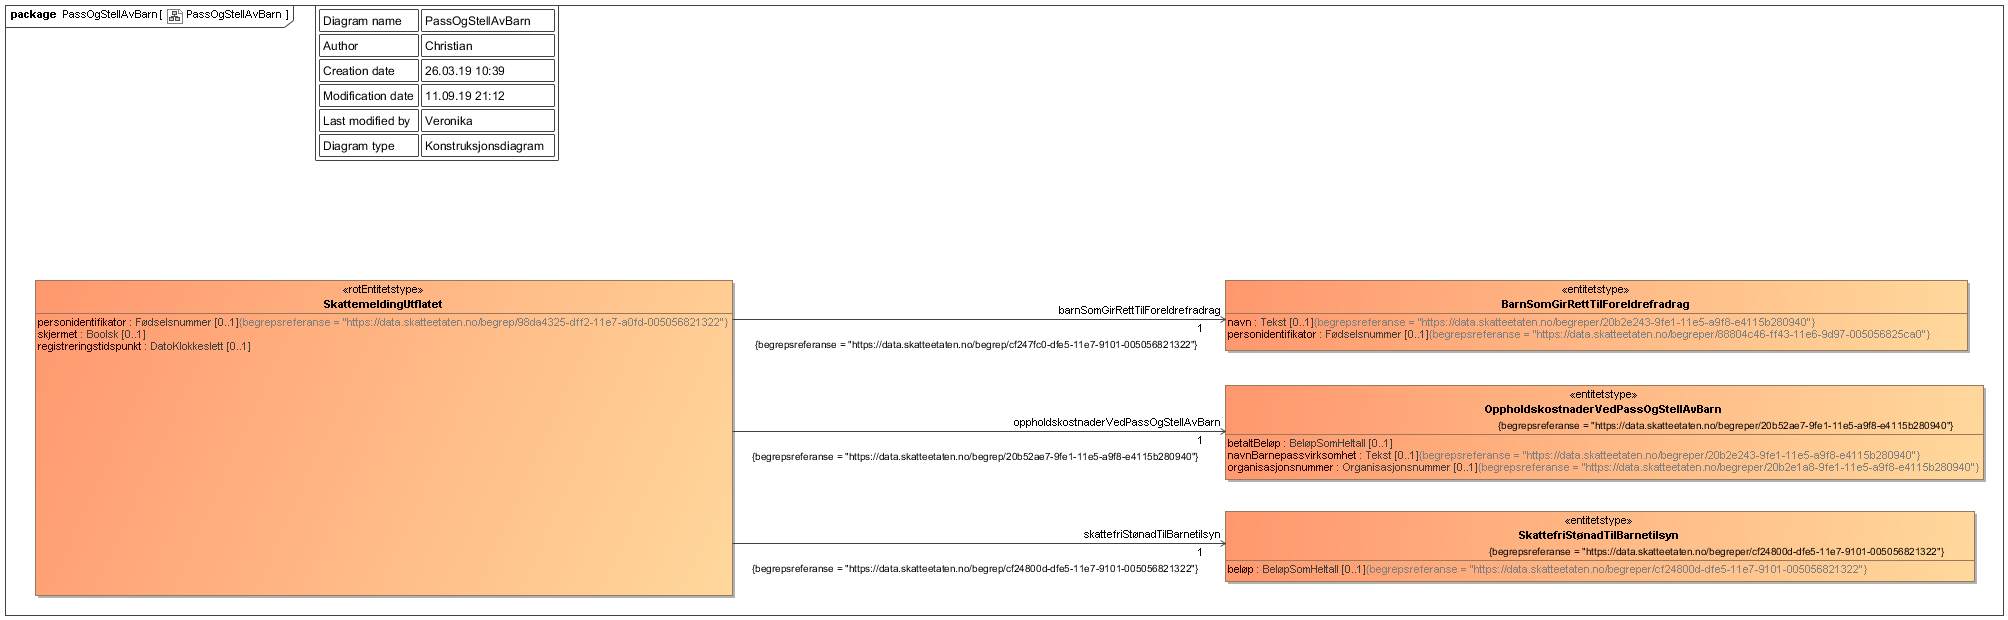 package PassOgStellAvBarn [ PassOgStellAvBarn ]
Diagram name PassOgStellAvBarn
Author Christian
Creation date 26.03.19 10:39
Modification date 11.09.19 21:12
Last modified by Veronika
Diagram type Konstruksjonsdiagram
«rotEntitetstype»
SkattemeldingUtflatet
personidentifikator : Fødselsnummer [0..1]{begrepsreferanse = "https://data.skatteetaten.no/begrep/98da4325-dff2-11e7-a0fd-005056821322"}
skjermet : Boolsk [0..1]
registreringstidspunkt : DatoKlokkeslett [0..1]
barnSomGirRettTilForeldrefradrag
1
{begrepsreferanse = "https://data.skatteetaten.no/begrep/cf247fc0-dfe5-11e7-9101-005056821322"}
«entitetstype»
BarnSomGirRettTilForeldrefradrag
navn : Tekst [0..1]{begrepsreferanse = "https://data.skatteetaten.no/begreper/20b2e243-9fe1-11e5-a9f8-e4115b280940"}
personidentifikator : Fødselsnummer [0..1]{begrepsreferanse = "https://data.skatteetaten.no/begreper/88804c46-ff43-11e6-9d97-005056825ca0"}
oppholdskostnaderVedPassOgStellAvBarn
1
{begrepsreferanse = "https://data.skatteetaten.no/begrep/20b52ae7-9fe1-11e5-a9f8-e4115b280940"}
«entitetstype»
OppholdskostnaderVedPassOgStellAvBarn
{begrepsreferanse = "https://data.skatteetaten.no/begreper/20b52ae7-9fe1-11e5-a9f8-e4115b280940"}
betaltBeløp : BeløpSomHeltall [0..1]
navnBarnepassvirksomhet : Tekst [0..1]{begrepsreferanse = "https://data.skatteetaten.no/begreper/20b2e243-9fe1-11e5-a9f8-e4115b280940"}
organisasjonsnummer : Organisasjonsnummer [0..1]{begrepsreferanse = "https://data.skatteetaten.no/begreper/20b2e1a8-9fe1-11e5-a9f8-e4115b280940"}
skattefriStønadTilBarnetilsyn
1
{begrepsreferanse = "https://data.skatteetaten.no/begrep/cf24800d-dfe5-11e7-9101-005056821322"}
«entitetstype»
SkattefriStønadTilBarnetilsyn
{begrepsreferanse = "https://data.skatteetaten.no/begreper/cf24800d-dfe5-11e7-9101-005056821322"}
beløp : BeløpSomHeltall [0..1]{begrepsreferanse = "https://data.skatteetaten.no/begreper/cf24800d-dfe5-11e7-9101-005056821322"}